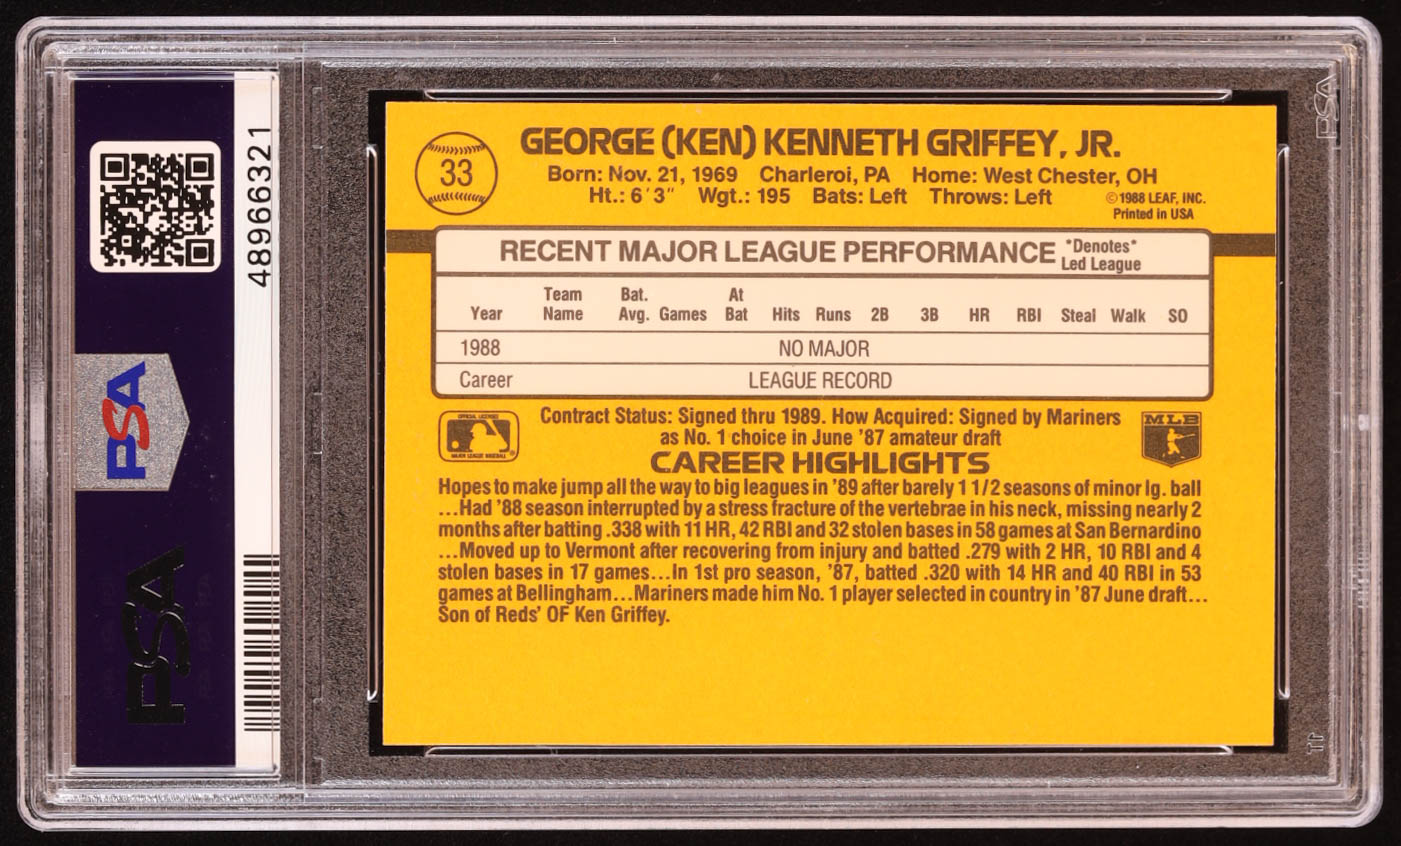 48966321
PSA
PSA
PSA
33
GEORGE (KEN) KENNETH GRIFFEY, JR.
Born: Nov. 21, 1969 Charleroi, PA Home: West Chester, OH
Ht.: 6'3" Wgt.: 195 Bats: Left Throws: Left
©1988 LEAF, INC.
Printed in USA
RECENT MAJOR LEAGUE PERFORMANCE
*Denotes*
Led League
Year Team Name Bat. Avg. Games At Bat Hits Runs 2B 3B HR RBI Steal Walk SO
1988 NO MAJOR
Career LEAGUE RECORD
OFFICIAL LICENSEE
MAJOR LEAGUE BASEBALL
Contract Status: Signed thru 1989. How Acquired: Signed by Mariners
as No. 1 choice in June '87 amateur draft
MLB
CAREER HIGHLIGHTS
Hopes to make jump all the way to big leagues in '89 after barely 1 1/2 seasons of minor lg. ball
...Had '88 season interrupted by a stress fracture of the vertebrae in his neck, missing nearly 2
months after batting .338 with 11 HR, 42 RBI and 32 stolen bases in 58 games at San Bernardino
...Moved up to Vermont after recovering from injury and batted .279 with 2 HR, 10 RBI and 4
stolen bases in 17 games...In 1st pro season, '87, batted .320 with 14 HR and 40 RBI in 53
games at Bellingham...Mariners made him No. 1 player selected in country in '87 June draft...
Son of Reds' OF Ken Griffey.